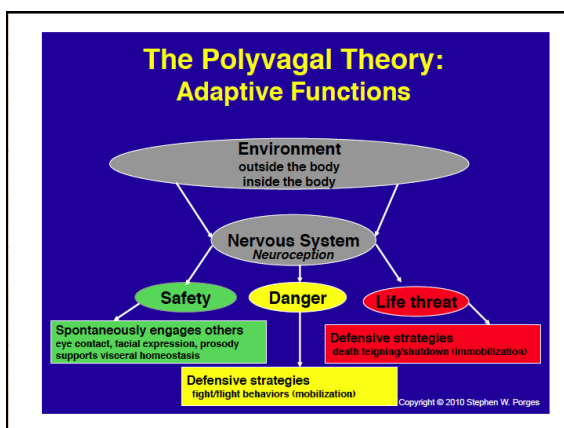 The Polyvagal Theory:
Adaptive Functions
Environment
outside the body
inside the body
Nervous System
Neuroception
Safety
Danger
Life threat
Spontaneously engages others
eye contact, facial expression, prosody
supports visceral homeostasis
Defensive strategies
death feigning/shutdown (immobilization)
Defensive strategies
fight/flight behaviors (mobilization)
Copyright © 2010 Stephen W. Porges